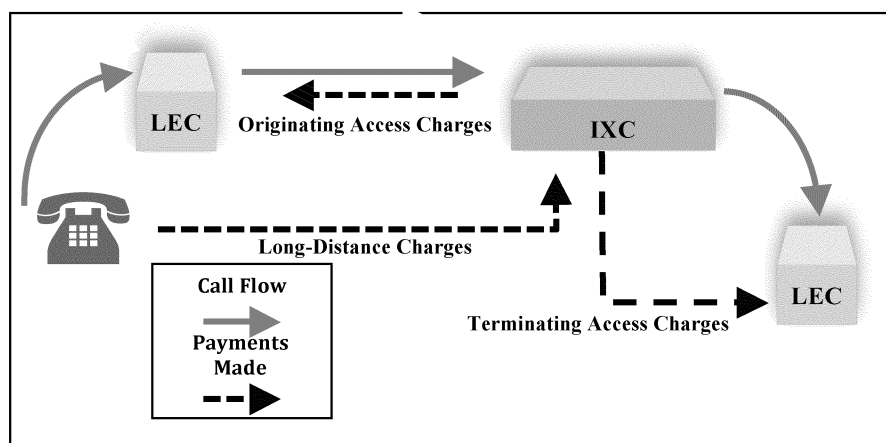 LEC
IXC
Originating Access Charges
Long-Distance Charges
LEC
Terminating Access Charges
Call Flow
Payments
Made